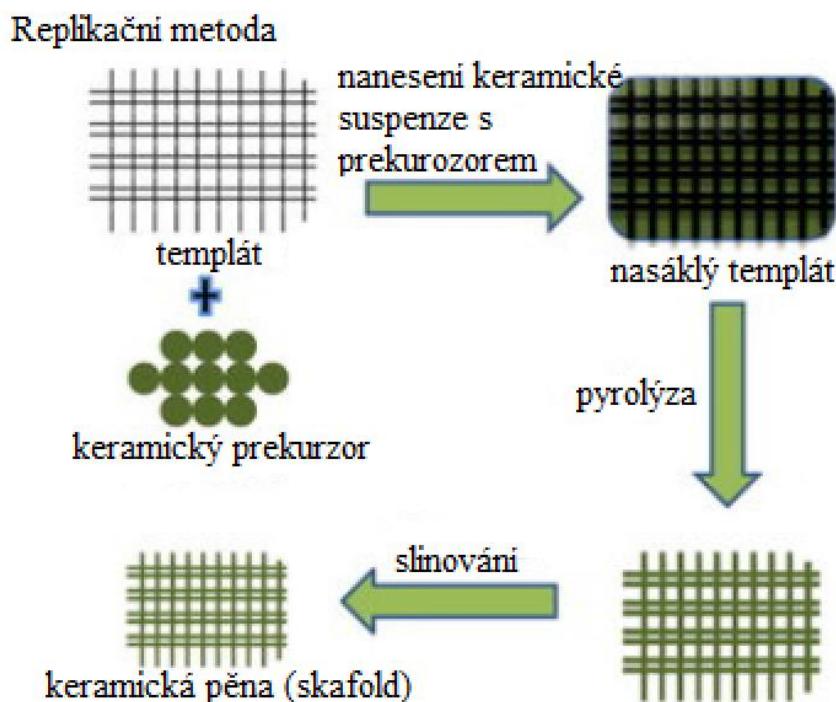 Replikační metoda
nanesení keramické
suspenze s
prekurozorem
templát
nasáklý templát
keramický prekurzor
pyrolýza
slinování
keramická pěna (skafold)